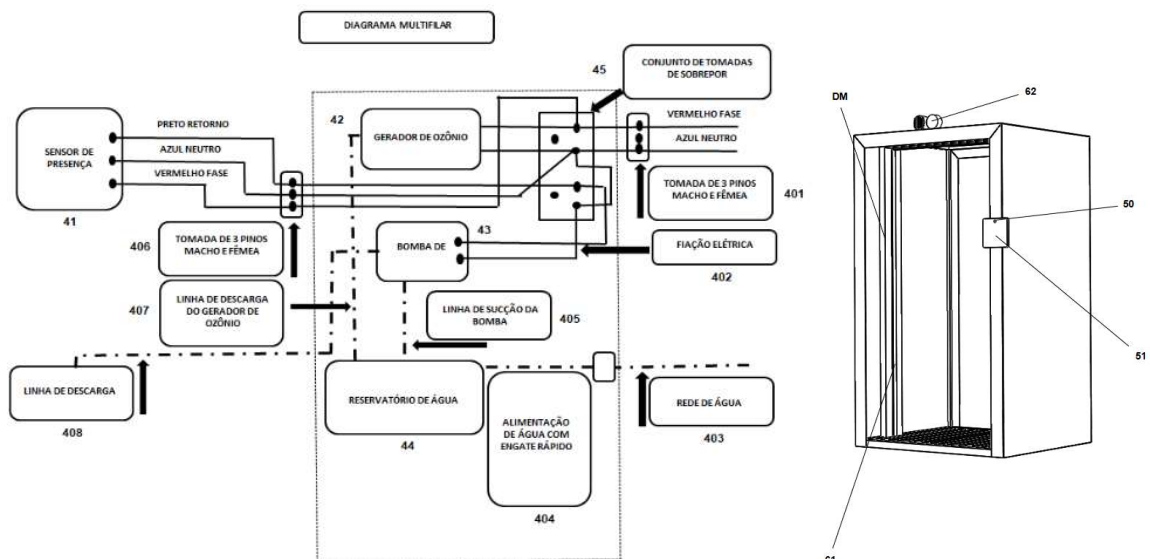 DIAGRAMA MULTIFILAR
45
CONJUNTO DE TOMADAS
DE SOBREPOR
42
GERADOR DE OZÔNIO
VERMELHO FASE
AZUL NEUTRO
PRETO RETORNO
AZUL NEUTRO
VERMELHO FASE
SENSOR DE
PRESENÇA
41
TOMADA DE 3 PINOS
MACHO E FÊMEA
401
406
TOMADA DE 3 PINOS
MACHO E FÊMEA
43
BOMBA DE
FIAÇÃO ELÉTRICA
402
407
LINHA DE DESCARGA
DO GERADOR DE
OZÔNIO
LINHA DE SUCÇÃO DA
BOMBA
405
LINHA DE DESCARGA
408
RESERVATÓRIO DE ÁGUA
44
ALIMENTAÇÃO
DE ÁGUA COM
ENGATE RÁPIDO
404
REDE DE ÁGUA
403
DM
62
50
51
61